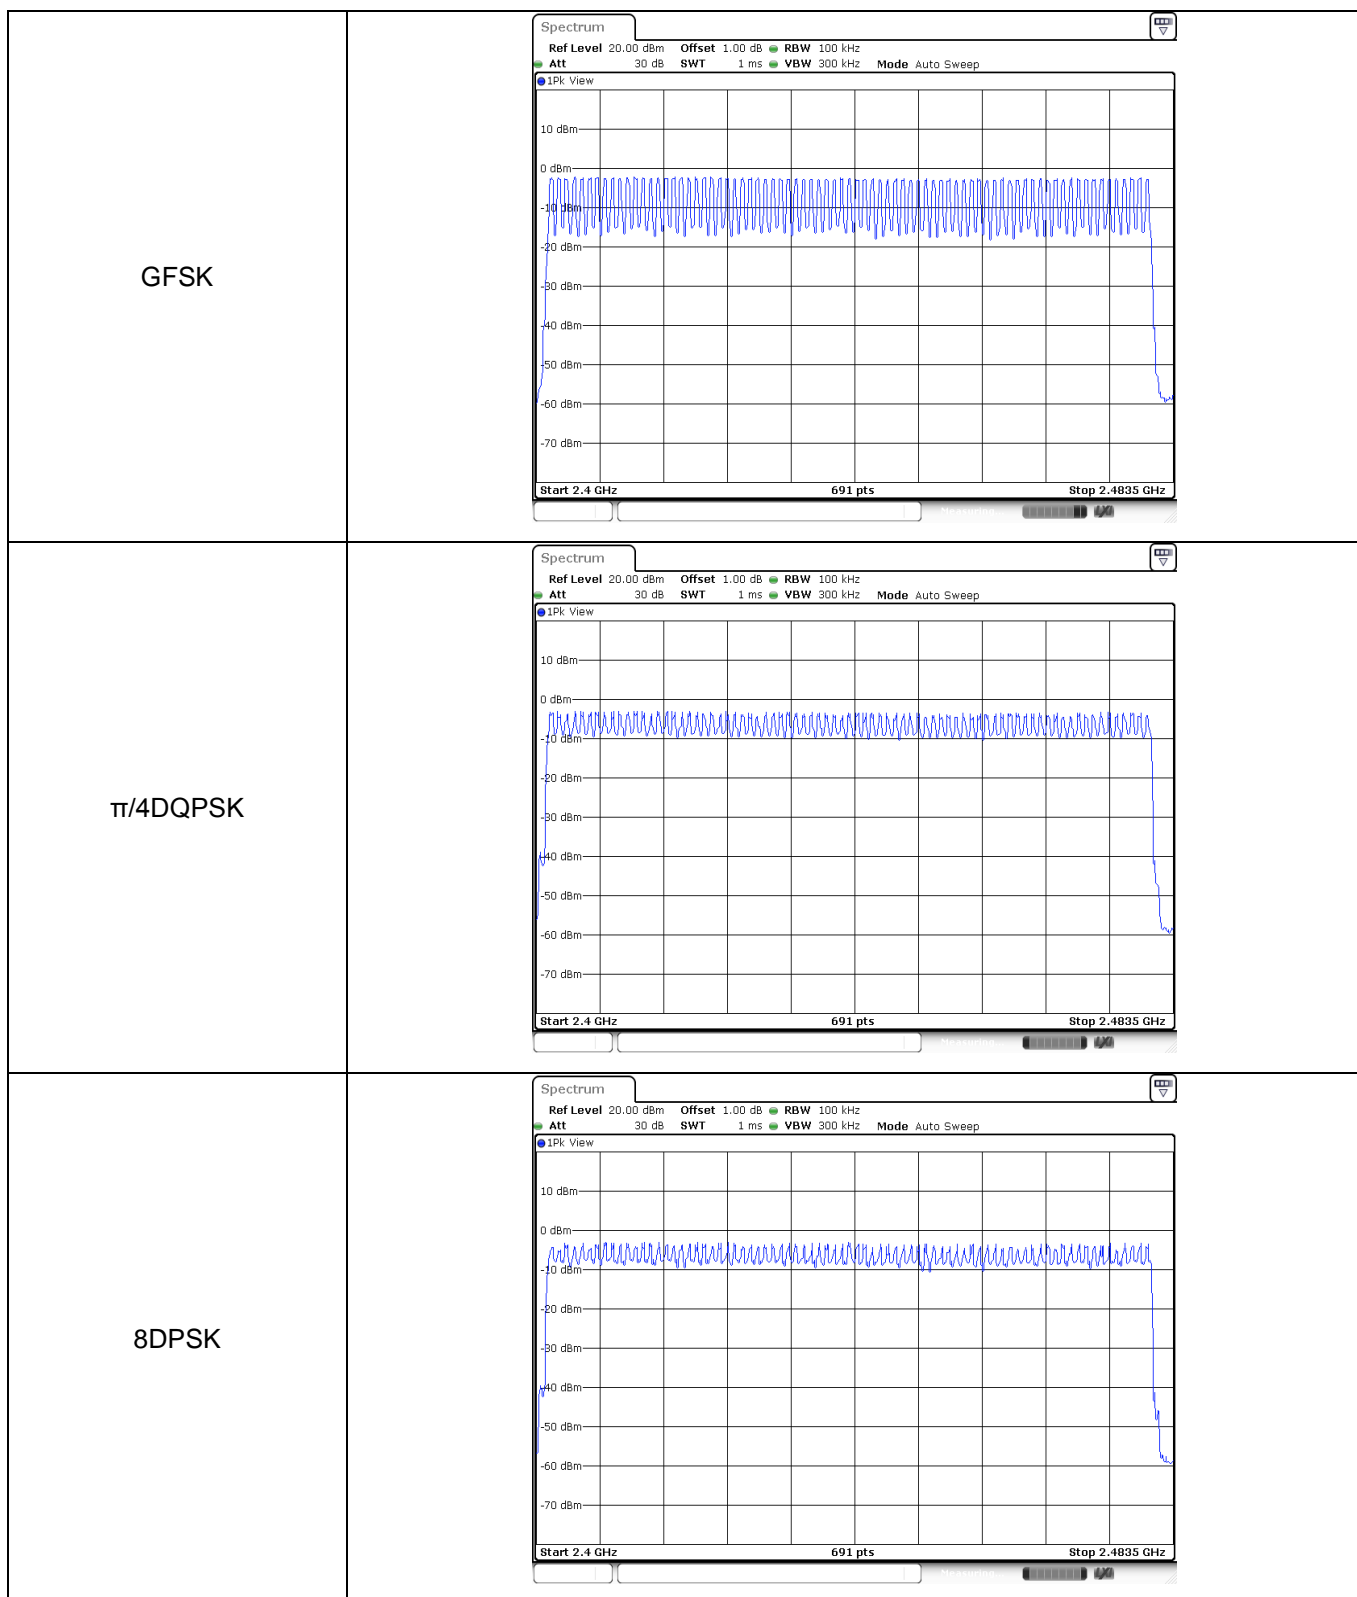 GFSK
Spectrum
Ref Level 20.00 dBm Offset 1.00 dB RBW 100 kHz
Att 30 dB SWT 1 ms VBW 300 kHz Mode Auto Sweep
1Pk View
10 dBm
0 dBm
-10 dBm
-20 dBm
-30 dBm
-40 dBm
-50 dBm
-60 dBm
-70 dBm
Start 2.4 GHz 691 pts Stop 2.4835 GHz
Measuring...
π/4DQPSK
Spectrum
Ref Level 20.00 dBm Offset 1.00 dB RBW 100 kHz
Att 30 dB SWT 1 ms VBW 300 kHz Mode Auto Sweep
1Pk View
10 dBm
0 dBm
-10 dBm
-20 dBm
-30 dBm
-40 dBm
-50 dBm
-60 dBm
-70 dBm
Start 2.4 GHz 691 pts Stop 2.4835 GHz
Measuring...
8DPSK
Spectrum
Ref Level 20.00 dBm Offset 1.00 dB RBW 100 kHz
Att 30 dB SWT 1 ms VBW 300 kHz Mode Auto Sweep
1Pk View
10 dBm
0 dBm
-10 dBm
-20 dBm
-30 dBm
-40 dBm
-50 dBm
-60 dBm
-70 dBm
Start 2.4 GHz 691 pts Stop 2.4835 GHz
Measuring...